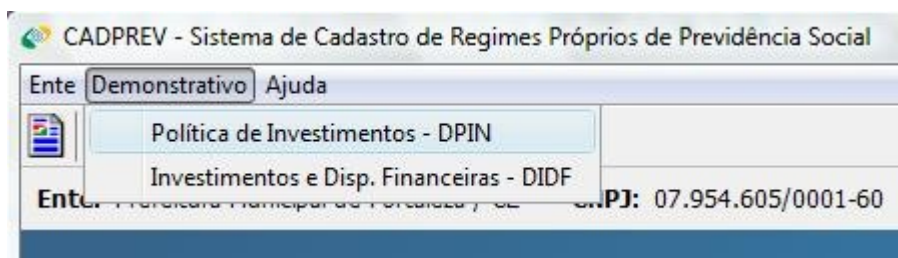 CADPREV - Sistema de Cadastro de Regimes Próprios de Previdência Social
Ente Demonstrativo Ajuda
Política de Investimentos - DPIN
Investimentos e Disp. Financeiras - DIDF
CNPJ: 07.954.605/0001-60